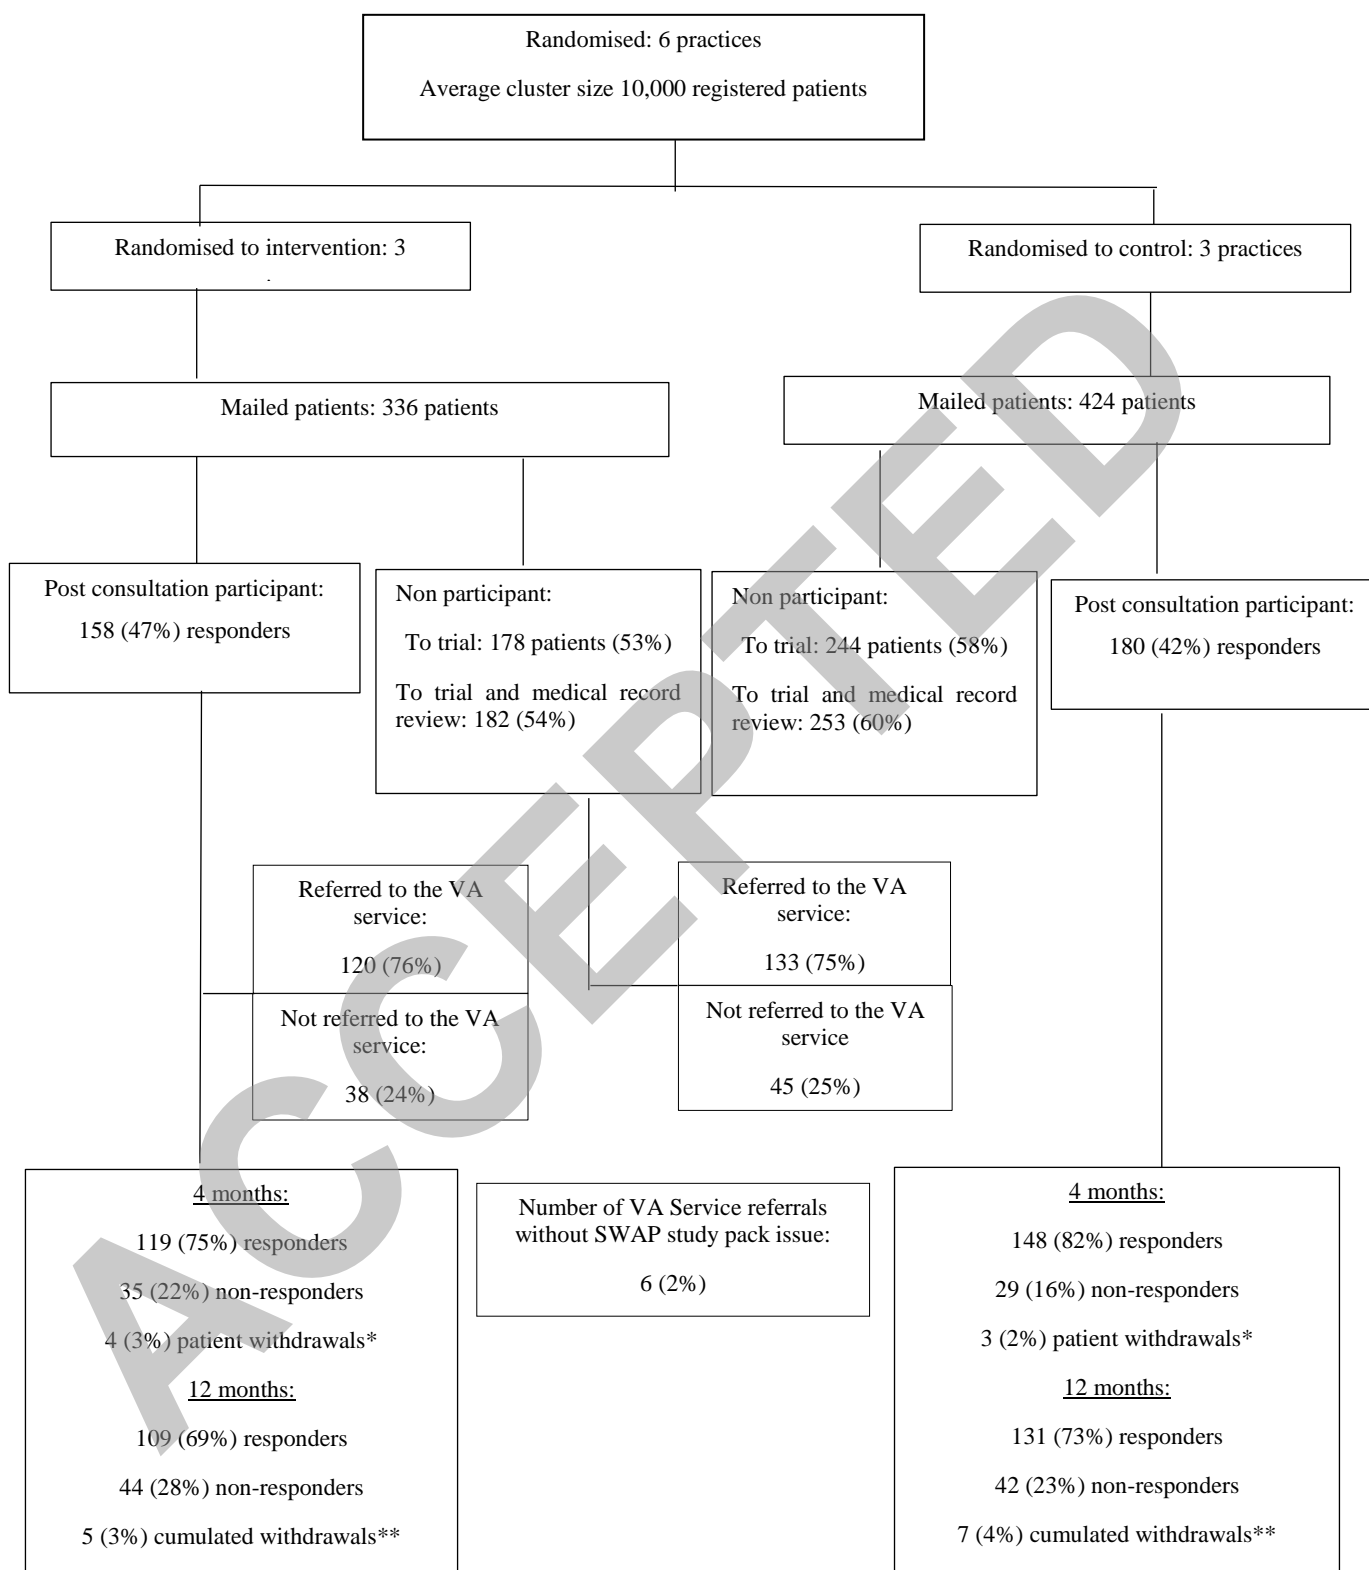 Randomised: 6 practices
Average cluster size 10,000 registered patients
Randomised to intervention: 3
Randomised to control: 3 practices
Mailed patients: 336 patients
Mailed patients: 424 patients
Post consultation participant:
158 (47%) responders
Non participant:
To trial: 178 patients (53%)
To trial and medical record
review: 182 (54%)
Non participant:
To trial: 244 patients (58%)
To trial and medical record
review: 253 (60%)
Post consultation participant:
180 (42%) responders
Referred to the VA
service:
120 (76%)
Not referred to the VA
service:
38 (24%)
Referred to the VA
service:
133 (75%)
Not referred to the VA
service
45 (25%)
4 months:
119 (75%) responders
35 (22%) non-responders
4 (3%) patient withdrawals*
12 months:
109 (69%) responders
44 (28%) non-responders
5 (3%) cumulated withdrawals**
Number of VA Service referrals
without SWAP study pack issue:
6 (2%)
4 months:
148 (82%) responders
29 (16%) non-responders
3 (2%) patient withdrawals*
12 months:
131 (73%) responders
42 (23%) non-responders
7 (4%) cumulated withdrawals**
ACCEPTED